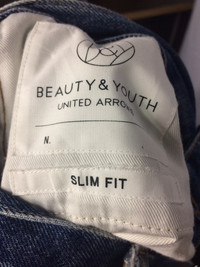 BEAUTY & YOUTH
UNITED ARROWS
N.
SLIM FIT